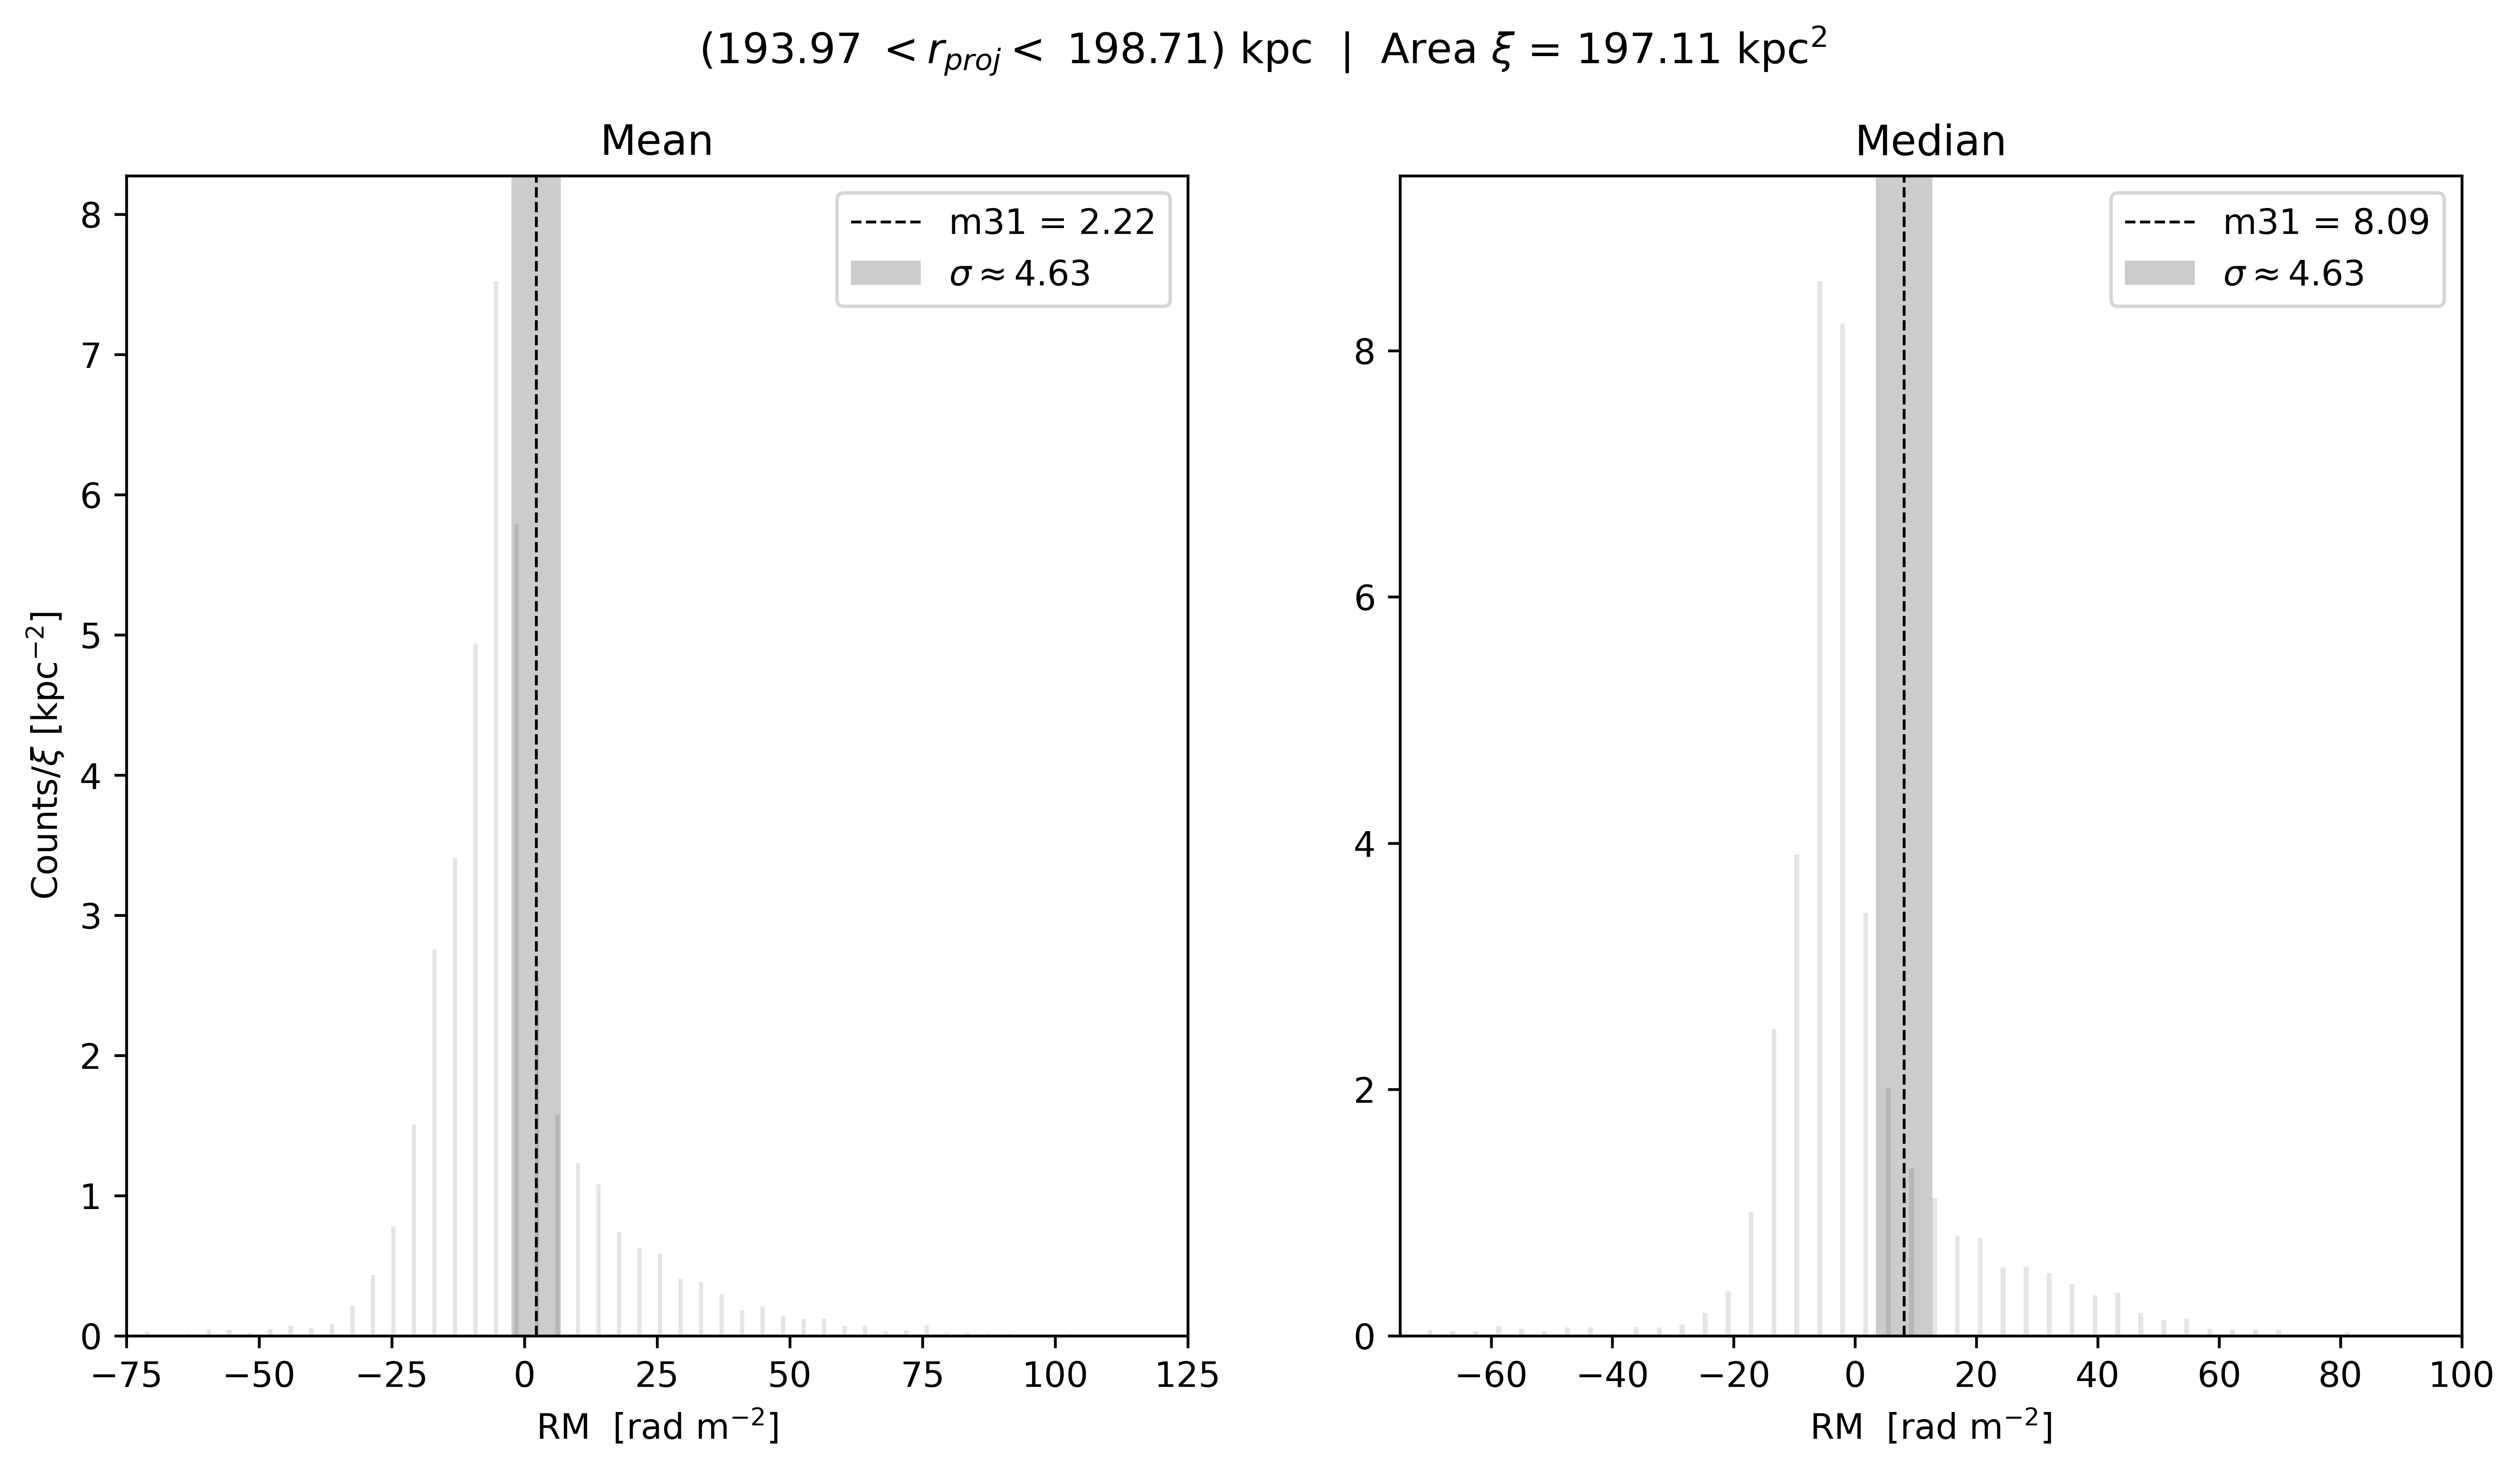 (193.97 < r_proj < 198.71) kpc | Area ξ = 197.11 kpc²
Mean
m31 = 2.22
σ ≈ 4.63
8
7
6
5
4
3
2
1
0
Counts/ξ [kpc⁻²]
−75 −50 −25 0 25 50 75 100 125
RM [rad m⁻²]
Median
m31 = 8.09
σ ≈ 4.63
8
6
4
2
0
−60 −40 −20 0 20 40 60 80 100
RM [rad m⁻²]